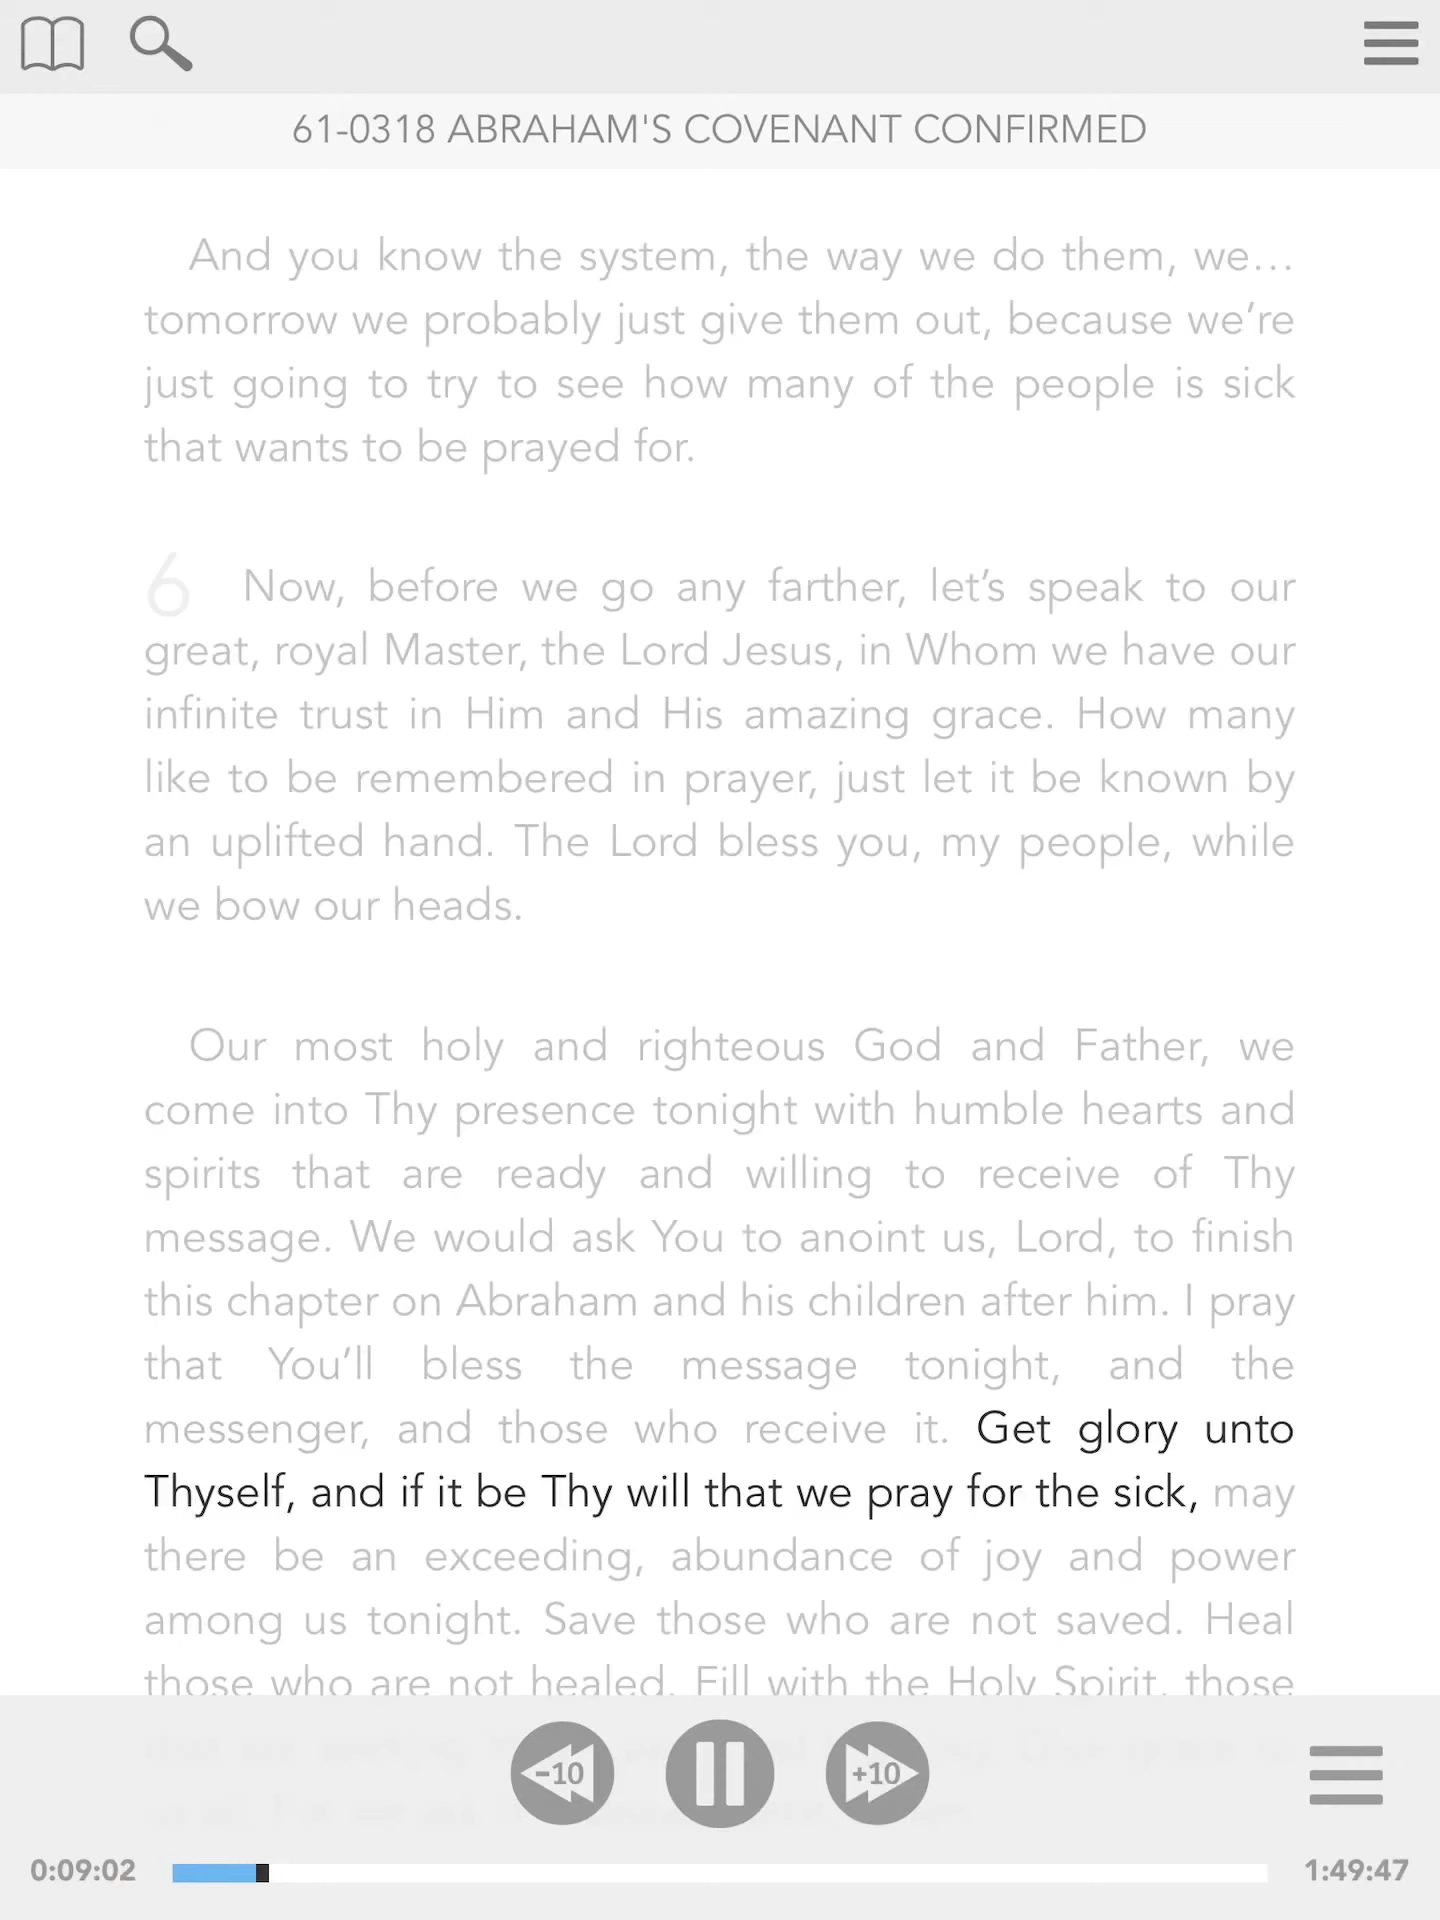 61-0318 ABRAHAM'S COVENANT CONFIRMED
And you know the system, the way we do them, we…
tomorrow we probably just give them out, because we’re
just going to try to see how many of the people is sick
that wants to be prayed for.
6 Now, before we go any farther, let’s speak to our
great, royal Master, the Lord Jesus, in Whom we have our
infinite trust in Him and His amazing grace. How many
like to be remembered in prayer, just let it be known by
an uplifted hand. The Lord bless you, my people, while
we bow our heads.
Our most holy and righteous God and Father, we
come into Thy presence tonight with humble hearts and
spirits that are ready and willing to receive of Thy
message. We would ask You to anoint us, Lord, to finish
this chapter on Abraham and his children after him. I pray
that You’ll bless the message tonight, and the
messenger, and those who receive it. Get glory unto
Thyself, and if it be Thy will that we pray for the sick, may
there be an exceeding, abundance of joy and power
among us tonight. Save those who are not saved. Heal
those who are not healed. Fill with the Holy Spirit, those
-10 +10
0:09:02 1:49:47